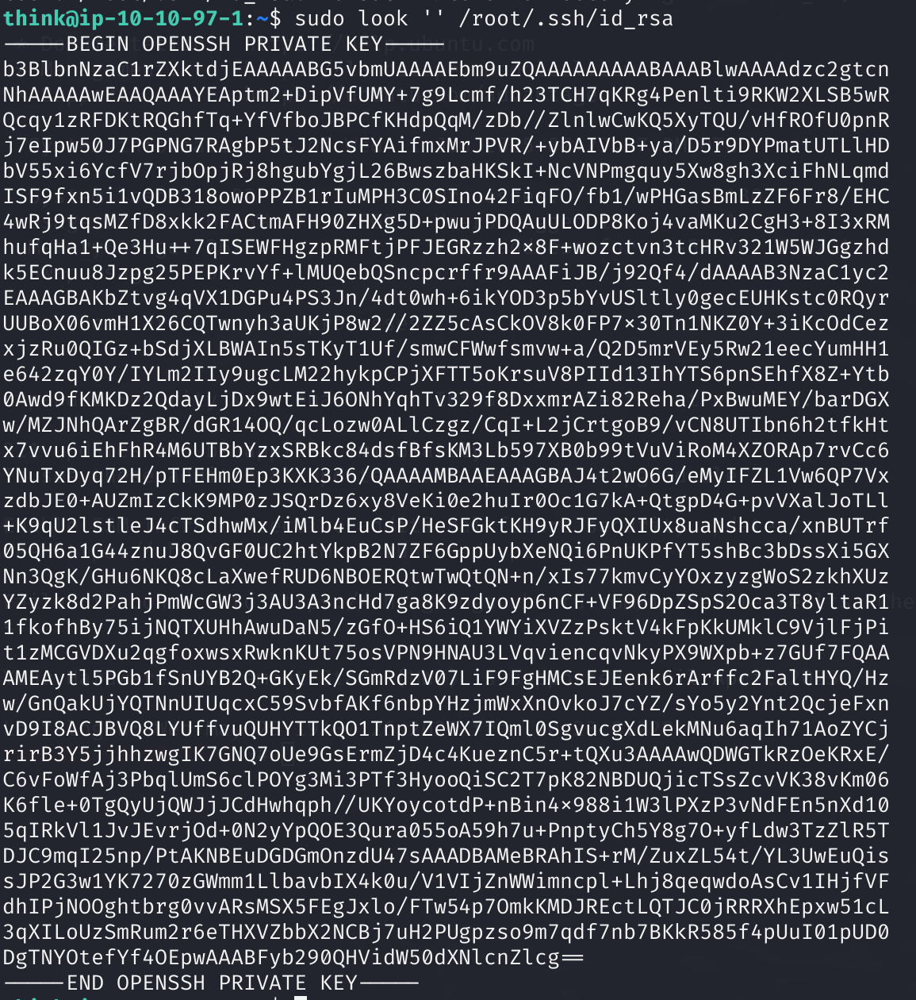 think@ip-10-10-97-1:~$ sudo look '' /root/.ssh/id_rsa
-----BEGIN OPENSSH PRIVATE KEY-----
b3BlbnNzaC1rZXktdjEAAAAABG5vbmUAAAAEbm9uZQAAAAAAAAABAAABlwAAAAdzc2gtcn
NhAAAAAwEAAQAAAYEAptm2+DipVfUMY+7g9Lcmf/h23TCH7qKRg4Penlti9RKW2XLSB5wR
Qcqy1zRFDKtRQGhfTq+YfVfboJBPCfKHdpQqM/zDb//ZlnlwCwKQ5XyTQU/vHfROfU0pnR
j7eIpw50J7PGPNG7RAgbP5tJ2NcsFYAifmxMrJPVR/+ybAIVbB+ya/D5r9DYPmatUTLlHD
bV55xi6YcfV7rjbOpjRj8hgubYgjL26BwszbaHKSkI+NcVNPmgquy5Xw8gh3XciFhNLqmd
ISF9fxn5i1vQDB318owoPPZB1rIuMPH3C0SIno42FiqFO/fb1/wPHGasBmLzZF6Fr8/EHC
4wRj9tqsMZfD8xkk2FACtmAFH90ZHXg5D+pwujPDQAuULODP8Koj4vaMKu2CgH3+8I3xRM
hufqHa1+Qe3Hu++7qISEWFHgzpRMFtjPFJEGRzzh2x8F+wozctvn3tcHRv321W5WJGgzhd
k5ECnuu8Jzpg25PEPKrvYf+lMUQebQSncpcrffr9AAAFiJB/j92Qf4/dAAAAB3NzaC1yc2
EAAAGBAKbZtvg4qVX1DGPu4PS3Jn/4dt0wh+6ikYOD3p5bYvUSltly0gecEUHKstc0RQyr
UUBoX06vmH1X26CQTwnyh3aUKjP8w2//2ZZ5cAsCkOV8k0FP7x30Tn1NKZ0Y+3iKcOdCez
xjzRu0QIGz+bSdjXLBWAIn5sTKyT1Uf/smwCFWwfsmvw+a/Q2D5mrVEy5Rw21eecYumHH1
e642zqY0Y/IYLm2IIy9ugcLM22hykpCPjXFTT5oKrsuV8PIId13IhYTS6pnSEhfX8Z+Ytb
0Awd9fKMKDz2QdayLjDx9wtEiJ6ONhYqhTv329f8DxxmrAZi82Reha/PxBwuMEY/barDGX
w/MZJNhQArZgBR/dGR14OQ/qcLozw0ALlCzgz/CqI+L2jCrtgoB9/vCN8UTIbn6h2tfkHt
x7vvu6iEhFhR4M6UTBbYzxSRBkc84dsfBfsKM3Lb597XB0b99tVuViRoM4XZORAp7rvCc6
YNuTxDyq72H/pTFEHm0Ep3KXK336/QAAAAMBAAEAAAGBAJ4t2wO6G/eMyIFZL1Vw6QP7Vx
zdbJE0+AUZmIzCkK9MP0zJSQrDz6xy8VeKi0e2huIr0Oc1G7kA+QtgpD4G+pvVXalJoTLl
+K9qU2lstleJ4cTSdhwMx/iMlb4EuCsP/HeSFGktKH9yRJFyQXIUx8uaNshcca/xnBUTrf
05QH6a1G44znuJ8QvGF0UC2htYkpB2N7ZF6GppUybXeNQi6PnUKPfYT5shBc3bDssXi5GX
Nn3QgK/GHu6NKQ8cLaXwefRUD6NBOERQtwTwQtQN+n/xIs77kmvCyYOxzyzgWoS2zkhXUz
YZyzk8d2PahjPmWcGW3j3AU3A3ncHd7ga8K9zdyoyp6nCF+VF96DpZSpS2Oca3T8yltaR1
1fkofhBy75ijNQTXUHhAwuDaN5/zGfO+HS6iQ1YWYiXVZzPsktV4kFpKkUMklC9VjlFjPi
t1zMCGVDXu2qgfoxwsxRwknKUt75osVPN9HNAU3LVqviencqvNkyPX9WXpb+z7GUf7FQAA
AMEAytl5PGb1fSnUYB2Q+GKyEk/SGmRdzV07LiF9FgHMCsEJEenk6rArffc2FaltHYQ/Hz
w/GnQakUjYQTNnUIUqcxC59SvbfAKf6nbpYHzjmWxXnOvkoJ7cYZ/sYo5y2Ynt2QcjeFxn
vD9I8ACJBVQ8LYUffvuQUHYTTkQO1TnptZeWX7IQml0SgvucgXdLekMNu6aqIh71AoZYCj
rirB3Y5jjhhzwgIK7GNQ7oUe9GsErmZjD4c4KueznC5r+tQXu3AAAAwQDWGTkRzOeKRxE/
C6vFoWfAj3PbqlUmS6clPOYg3Mi3PTf3HyooQiSC2T7pK82NBDUQjicTSsZcvVK38vKm06
K6fle+0TgQyUjQWJjJCdHwhqph//UKYoycotdP+nBin4x988i1W3lPXzP3vNdFEn5nXd10
5qIRkVl1JvJEvrjOd+0N2yYpQOE3Qura055oA59h7u+PnptyCh5Y8g7O+yfLdw3TzZlR5T
DJC9mqI25np/PtAKNBEuDGDGmOnzdU47sAAADBAMeBRAhIS+rM/ZuxZL54t/YL3UwEuQis
sJP2G3w1YK7270zGWmm1LlbavbIX4k0u/V1VIjZnWWimncpl+Lhj8qeqwdoAsCv1IHjfVF
dhIPjNOOghtbrg0vvARsMSX5FEgJxlo/FTw54p7OmkKMDJREctLQTJC0jRRRXhEpxw51cL
3qXILoUzSmRum2r6eTHXVZbbX2NCBj7uH2PUgpzso9m7qdf7nb7BKkR585f4pUuI01pUD0
DgTNYOtefYf4OEpwAAABFyb290QHVidW50dXNlcnZlcg==
-----END OPENSSH PRIVATE KEY-----